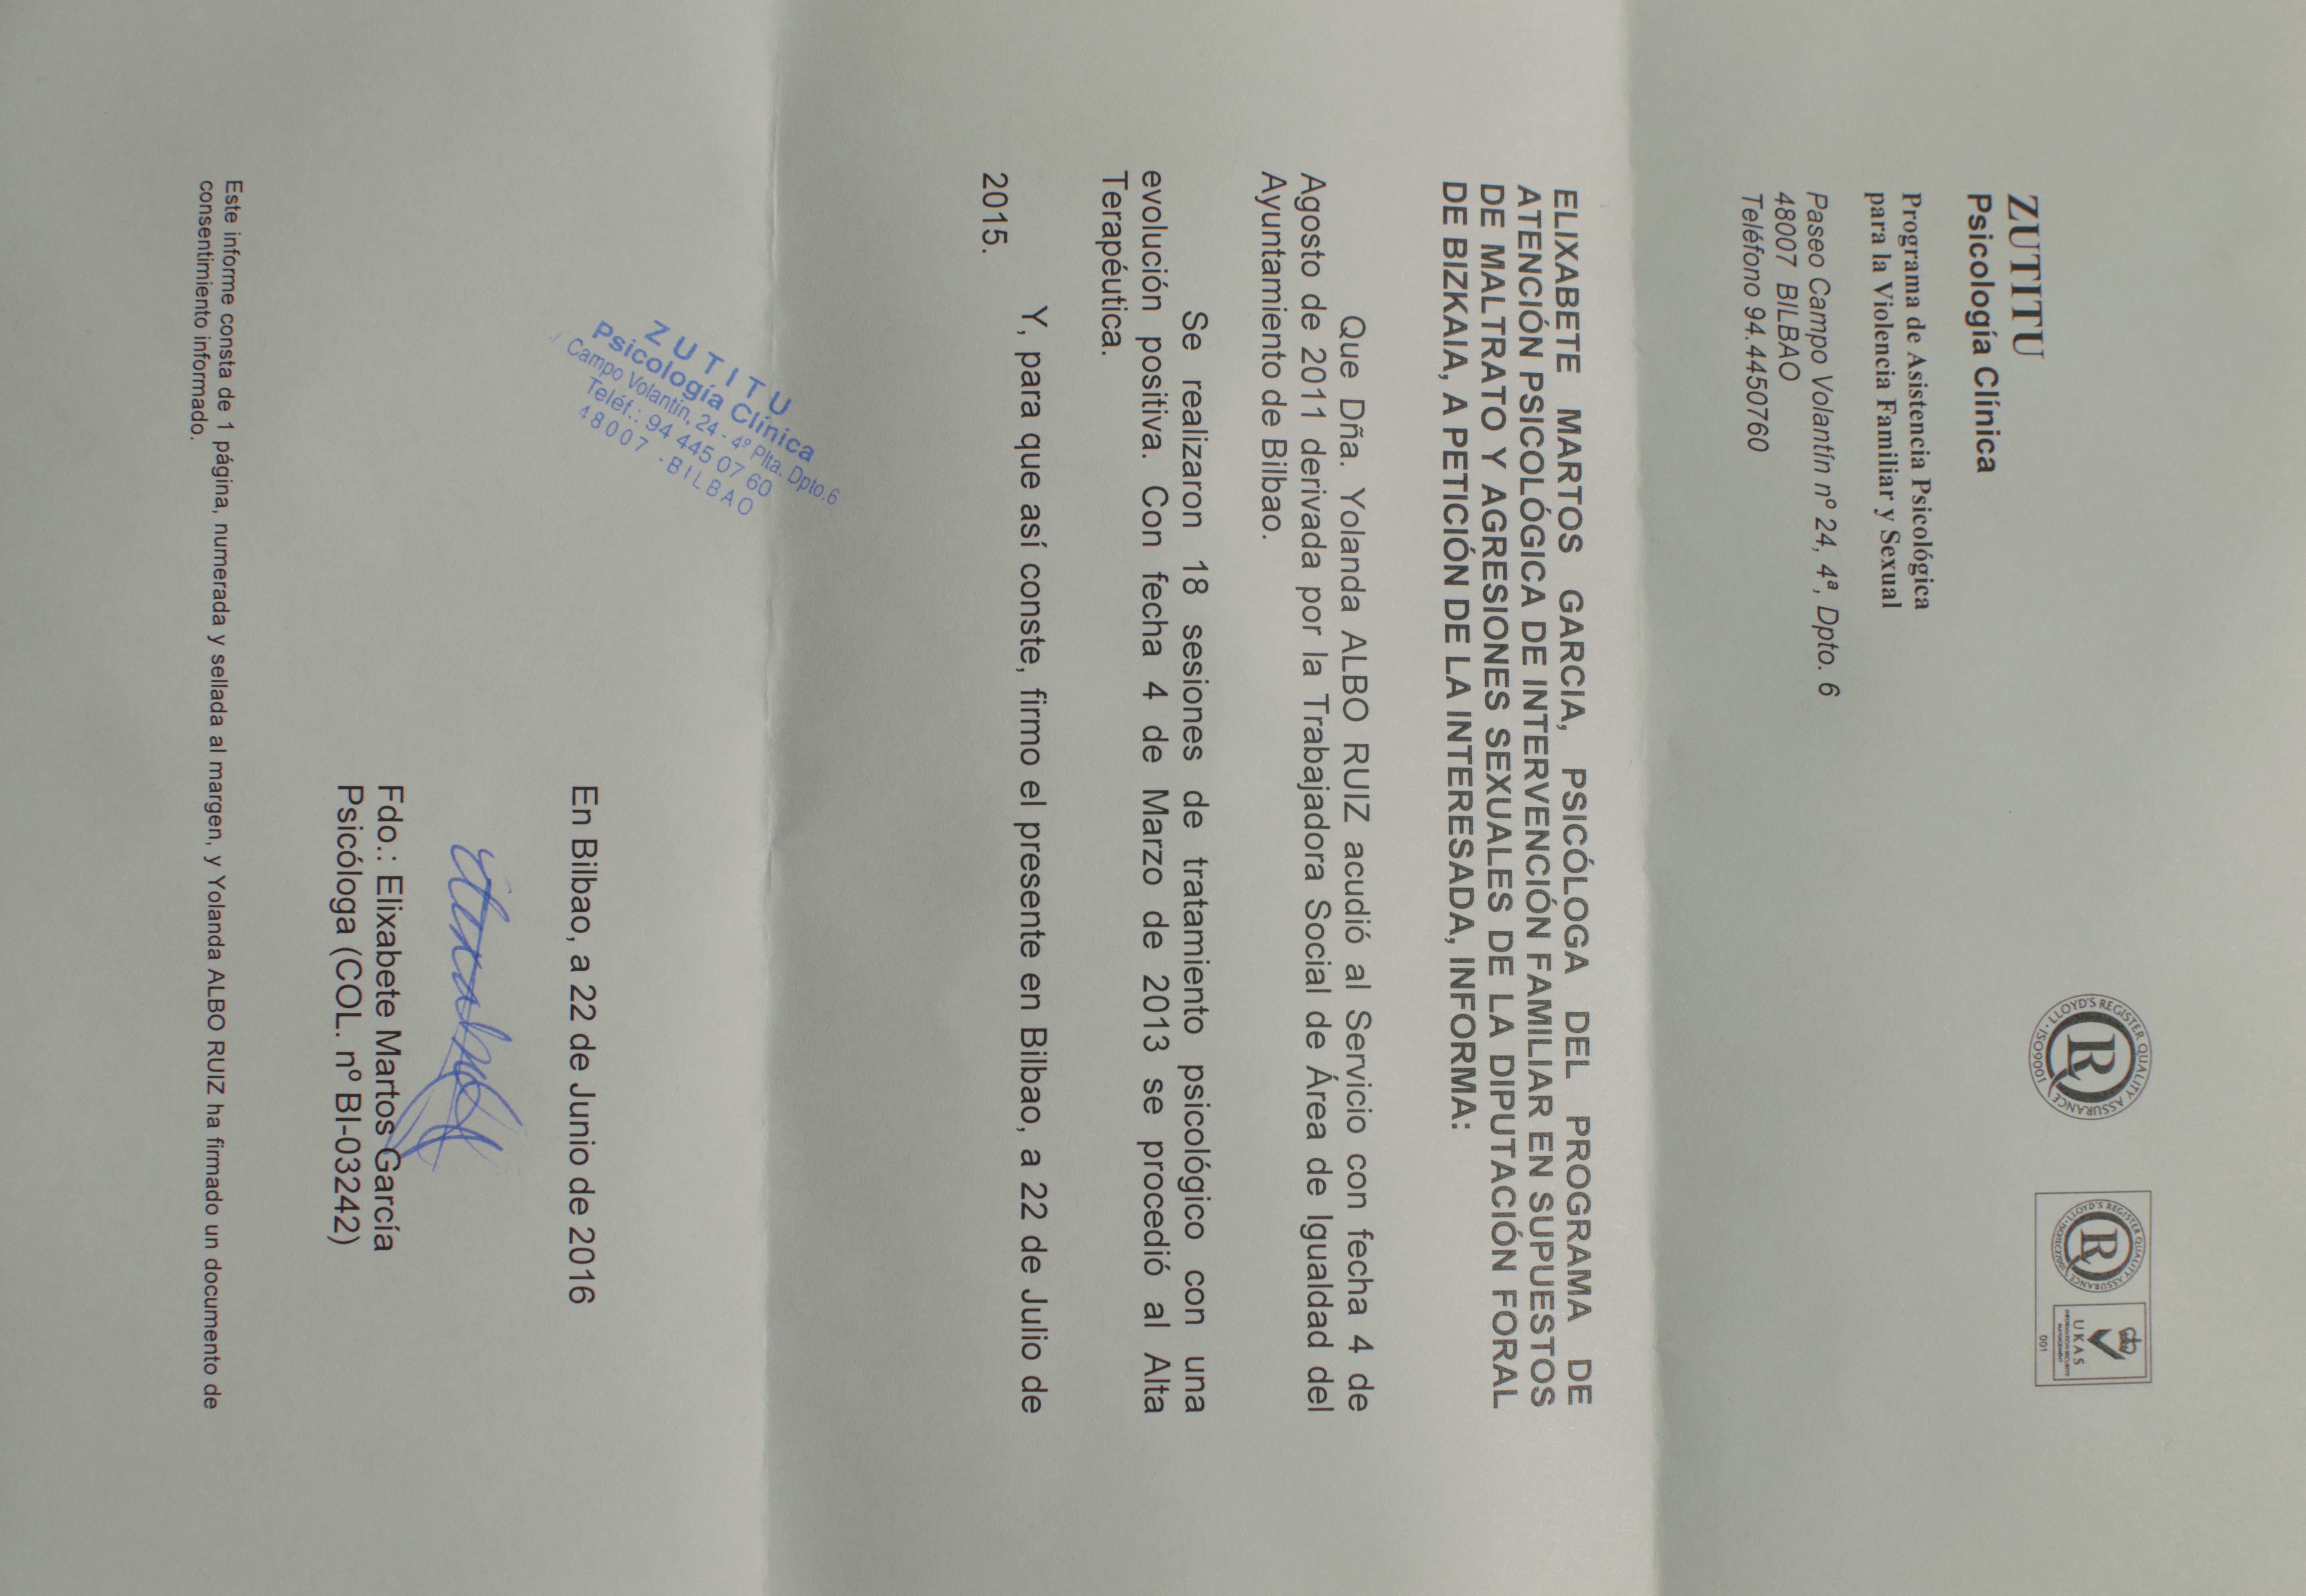 ZUTITU
Psicología Clínica
Programa de Asistencia Psicológica
para la Violencia Familiar y Sexual
Paseo Campo Volantín nº 24, 4ª, Dpto. 6
48007 BILBAO
Teléfono 94.4450760
LLOYD'S REGISTER QUALITY ASSURANCE
ISO9001
LLOYD'S REGISTER QUALITY ASSURANCE
UKAS
001
ELIXABETE MARTOS GARCIA, PSICÓLOGA DEL PROGRAMA DE
ATENCIÓN PSICOLÓGICA DE INTERVENCIÓN FAMILIAR EN SUPUESTOS
DE MALTRATO Y AGRESIONES SEXUALES DE LA DIPUTACIÓN FORAL
DE BIZKAIA, A PETICIÓN DE LA INTERESADA, INFORMA:
Que Dña. Yolanda ALBO RUIZ acudió al Servicio con fecha 4 de
Agosto de 2011 derivada por la Trabajadora Social de Área de Igualdad del
Ayuntamiento de Bilbao.
Se realizaron 18 sesiones de tratamiento psicológico con una
evolución positiva. Con fecha 4 de Marzo de 2013 se procedió al Alta
Terapéutica.
Y, para que así conste, firmo el presente en Bilbao, a 22 de Julio de
2015.
ZUTITU
Psicología Clínica
Campo Volantín, 24 - 4º Plta. Dpto.6
Teléf.: 94 445 07 60
48007 - BILBAO
En Bilbao, a 22 de Junio de 2016
Fdo.: Elixabete Martos García
Psicóloga (COL. nº BI-03242)
Este informe consta de 1 página, numerada y sellada al margen, y Yolanda ALBO RUIZ ha firmado un documento de
consentimiento informado.